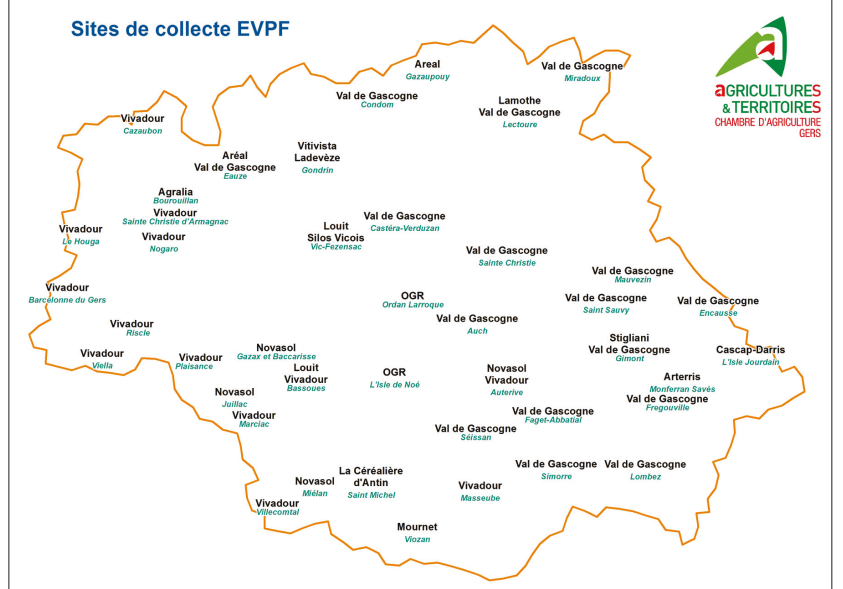 Sites de collecte EVPF
aGRICULTURES
& TERRITOIRES
CHAMBRE D'AGRICULTURE
GERS
Areal
Gazaupouy
Val de Gascogne
Miradoux
Val de Gascogne
Condom
Lamothe
Val de Gascogne
Lectoure
Vivadour
Cazaubon
Vitivista
Ladevèze
Gondrin
Aréal
Val de Gascogne
Eauze
Agralia
Bourouillan
Vivadour
Sainte Christie d'Armagnac
Vivadour
Le Houga
Vivadour
Nogaro
Louit
Silos Vicois
Vic-Fezensac
Val de Gascogne
Castéra-Verduzan
Val de Gascogne
Sainte Christie
Val de Gascogne
Mauvezin
Vivadour
Barcelonne du Gers
OGR
Ordan Larroque
Val de Gascogne
Saint Sauvy
Val de Gascogne
Encausse
Vivadour
Riscle
Val de Gascogne
Auch
Stigliani
Val de Gascogne
Gimont
Cascap-Darris
L'Isle Jourdain
Vivadour
Viella
Vivadour
Plaisance
Novasol
Gazax et Baccarisse
Louit
Vivadour
Bassoues
OGR
L'Isle de Noé
Novasol
Vivadour
Auterive
Arterris
Monferran Savés
Val de Gascogne
Fregouville
Novasol
Juillac
Vivadour
Marciac
Val de Gascogne
Faget-Abbatial
Val de Gascogne
Séissan
Val de Gascogne
Simorre
Val de Gascogne
Lombez
Novasol
Miélan
La Céréalière
d'Antin
Saint Michel
Vivadour
Masseube
Vivadour
Villecomtal
Mournet
Viozan